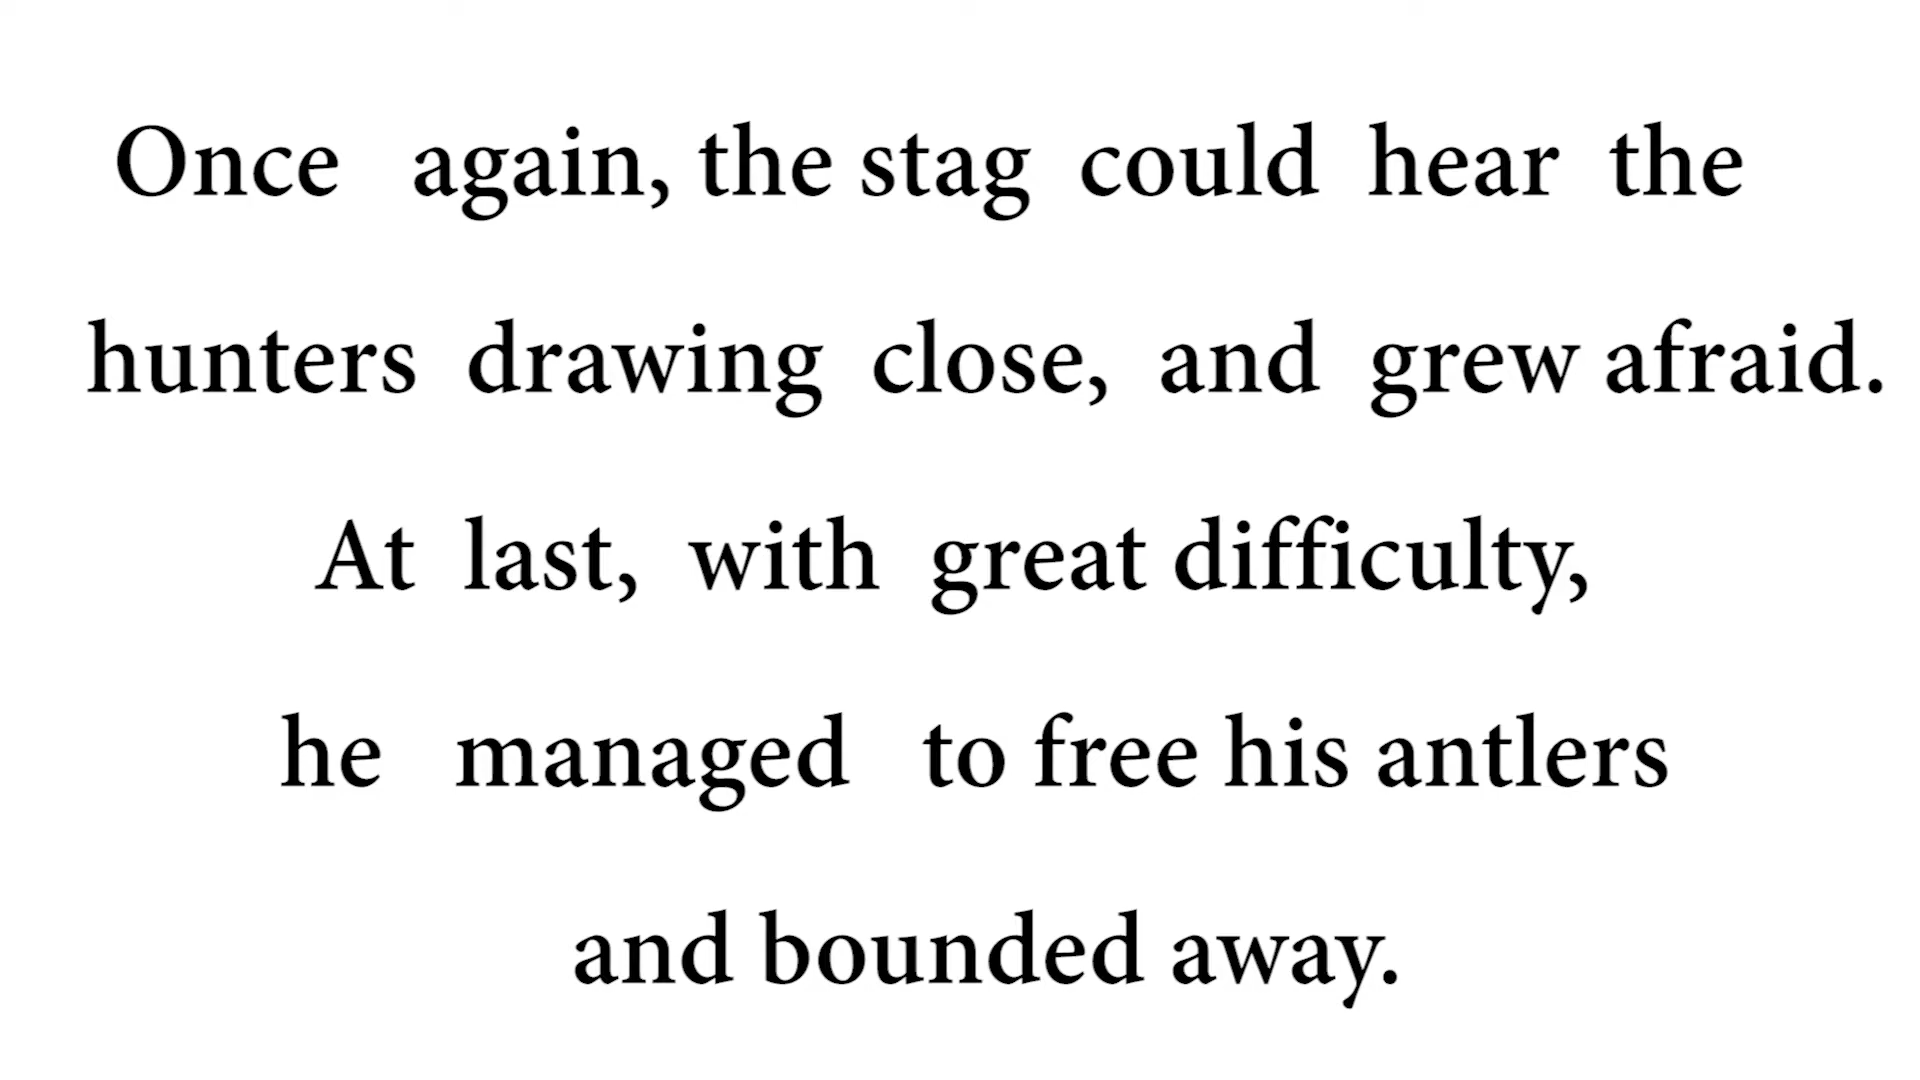 Once again, the stag could hear the
hunters drawing close, and grew afraid.
At last, with great difficulty,
he managed to free his antlers
and bounded away.